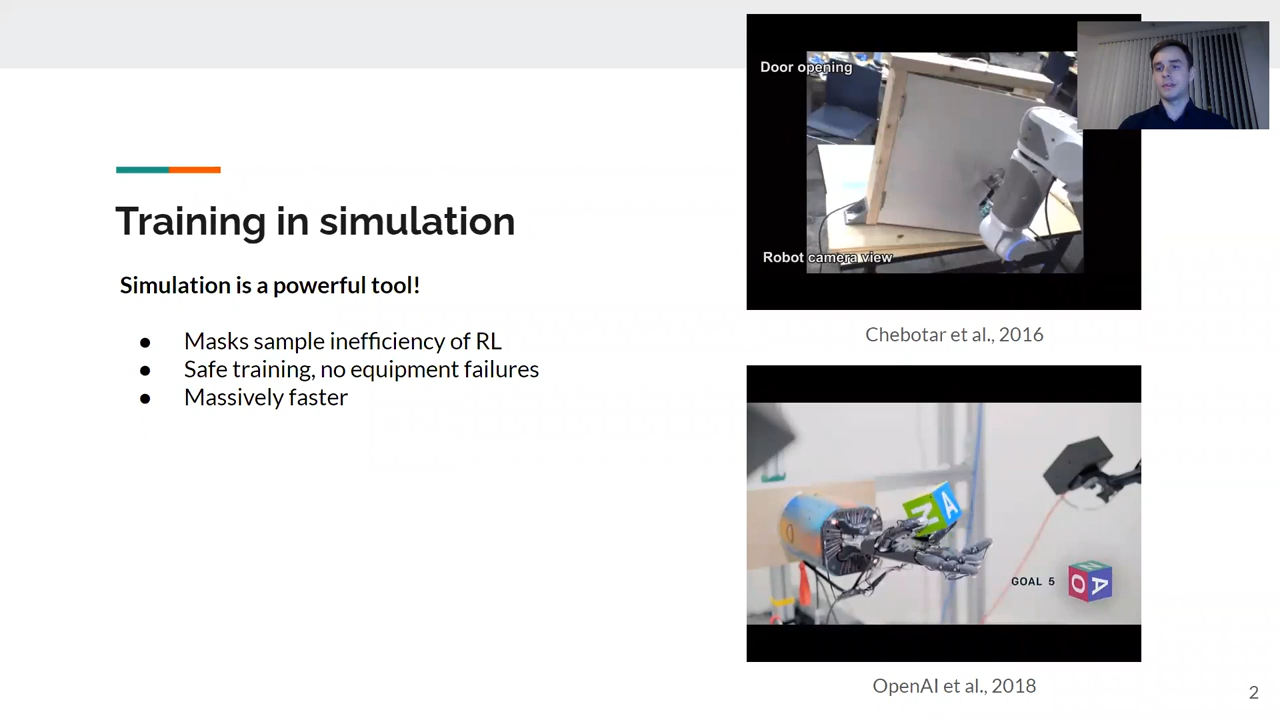 Training in simulation
Simulation is a powerful tool!
● Masks sample inefficiency of RL
● Safe training, no equipment failures
● Massively faster
Door opening
Robot camera view
Chebotar et al., 2016
N A
GOAL 5
N
O A
OpenAI et al., 2018
2